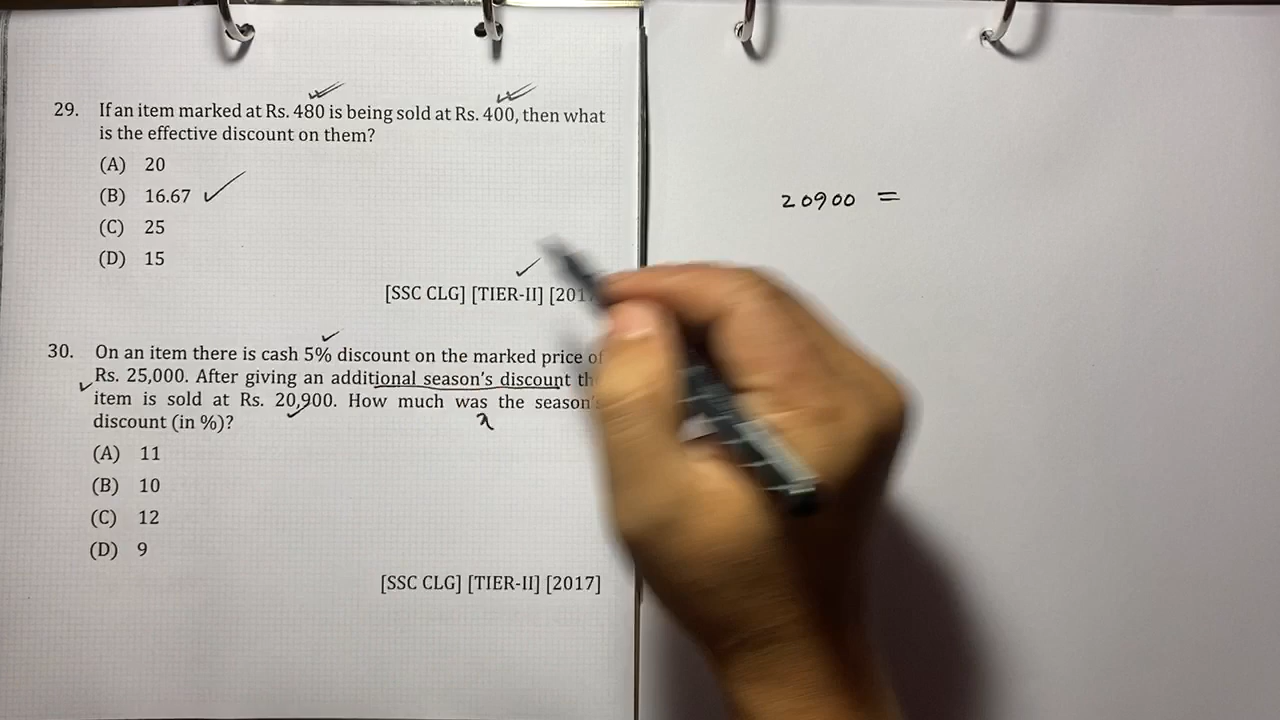 29. If an item marked at Rs. 480 is being sold at Rs. 400, then what
is the effective discount on them?
(A) 20
(B) 16.67
(C) 25
(D) 15
[SSC CLG] [TIER-II] [201
30. On an item there is cash 5% discount on the marked price of
Rs. 25,000. After giving an additional season's discount th
item is sold at Rs. 20,900. How much was the season's
x
discount (in %)?
(A) 11
(B) 10
(C) 12
(D) 9
[SSC CLG] [TIER-II] [2017]
20900 =